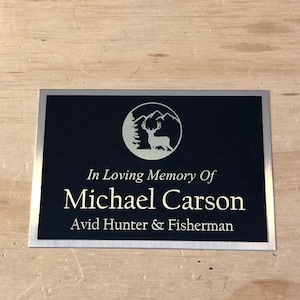 In Loving Memory Of
Michael Carson
Avid Hunter & Fisherman